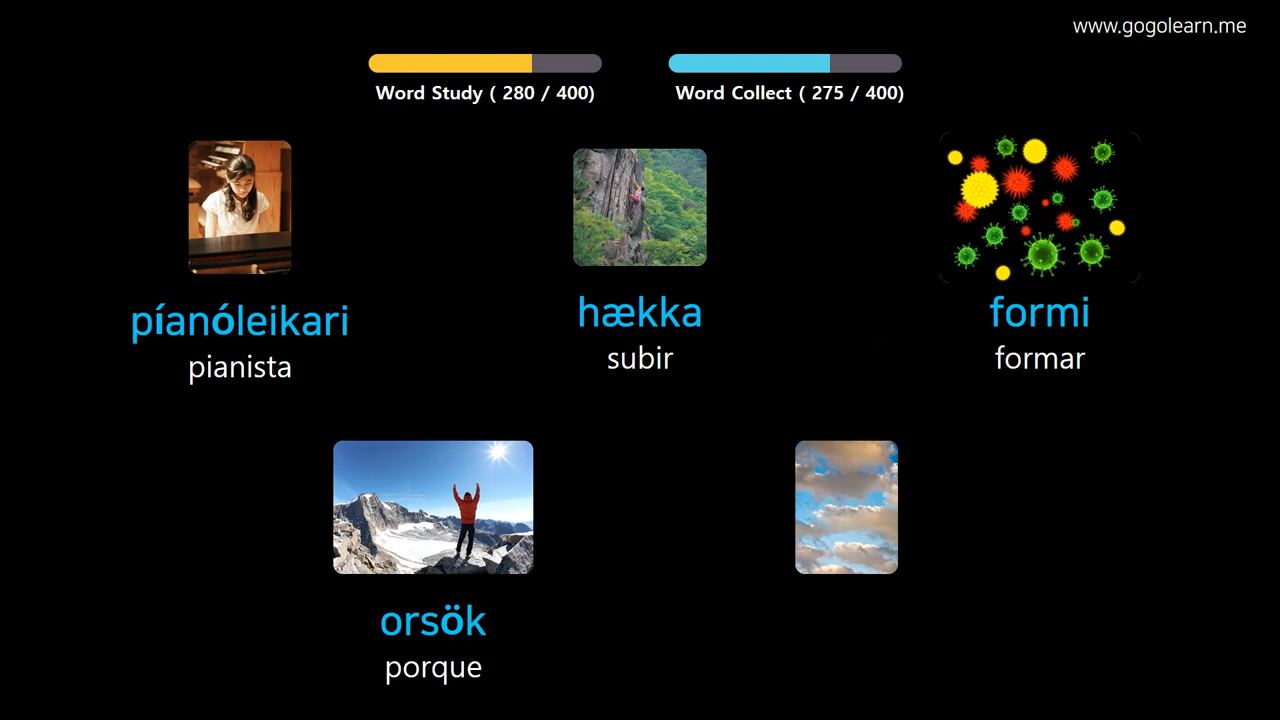 www.gogolearn.me
Word Study ( 280 / 400)
Word Collect ( 275 / 400)
píanóleikari
pianista
hækka
subir
formi
formar
orsök
porque